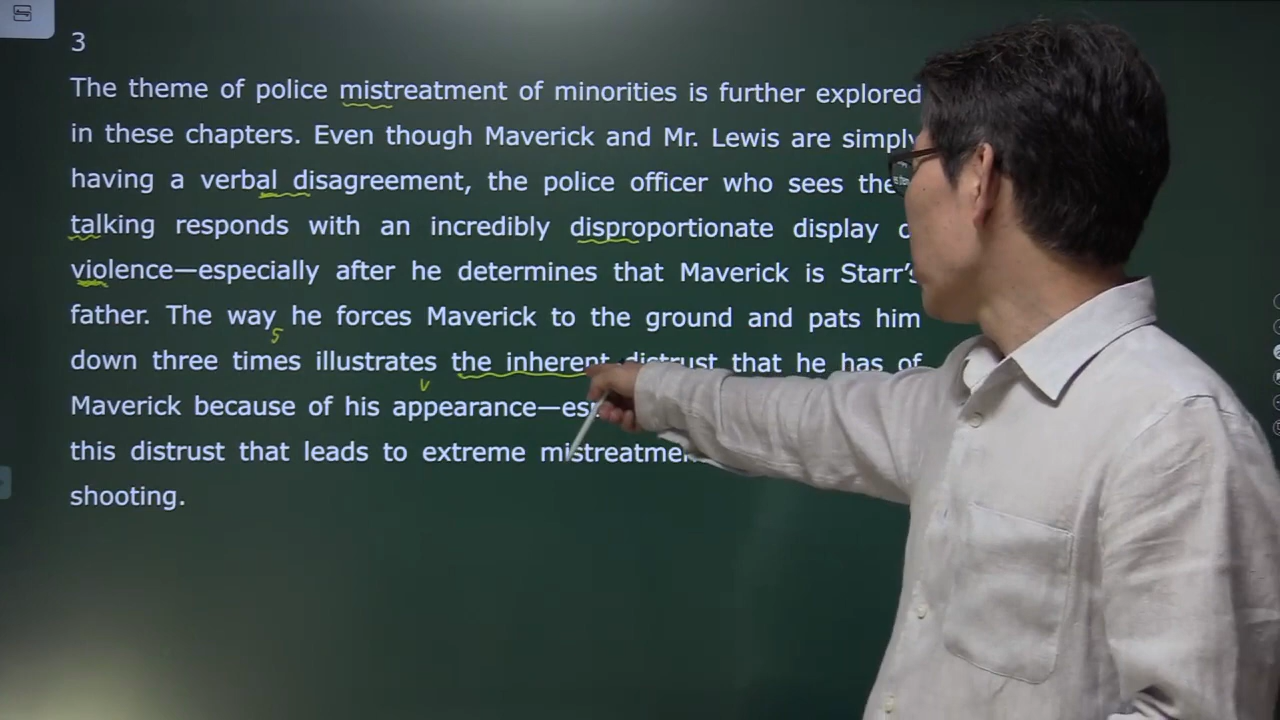 3
The theme of police mistreatment of minorities is further explored
in these chapters. Even though Maverick and Mr. Lewis are simply
having a verbal disagreement, the police officer who sees
talking responds with an incredibly disproportionate display
violence—especially after he determines that Maverick is Starr's
father. The way he forces Maverick to the ground and pats him
s
down three times illustrates the inherent distrust that he has of
v
Maverick because of his appearance—
this distrust that leads to extreme
shooting.